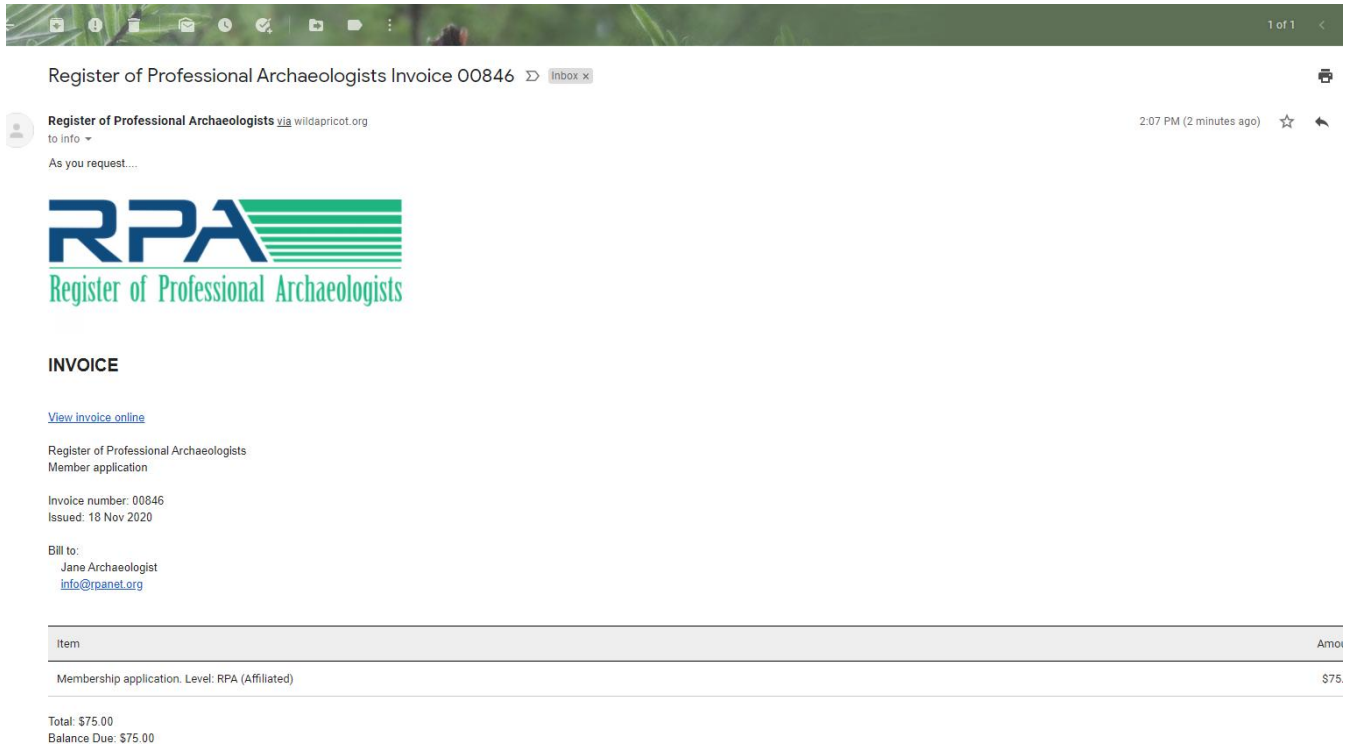 1 of 1
Register of Professional Archaeologists Invoice 00846 Inbox x
Register of Professional Archaeologists via wildapricot.org 2:07 PM (2 minutes ago)
to info
As you request....
RPA
Register of Professional Archaeologists
INVOICE
View invoice online
Register of Professional Archaeologists
Member application
Invoice number: 00846
Issued: 18 Nov 2020
Bill to:
Jane Archaeologist
info@rpanet.org
Item Amou
Membership application. Level: RPA (Affiliated) $75.
Total: $75.00
Balance Due: $75.00